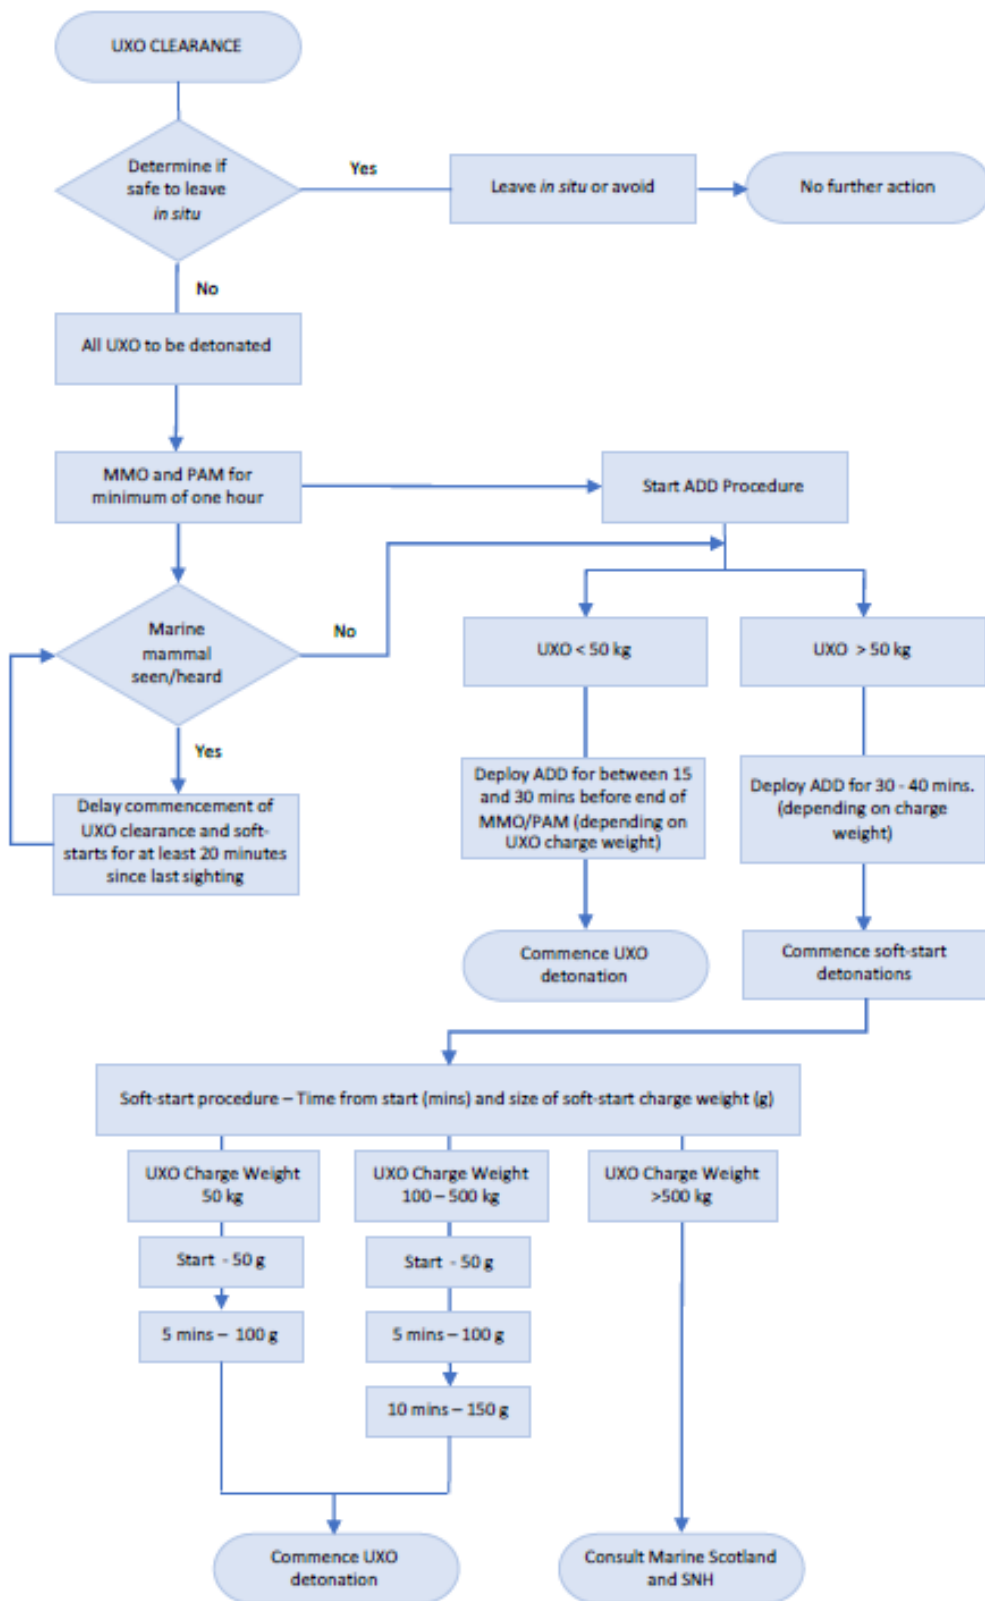 UXO CLEARANCE
Determine if
safe to leave
in situ
Yes
Leave in situ or avoid
No further action
No
All UXO to be detonated
MMO and PAM for
minimum of one hour
Start ADD Procedure
Marine
mammal
seen/heard
No
UXO < 50 kg
UXO > 50 kg
Yes
Delay commencement of
UXO clearance and soft-
starts for at least 20 minutes
since last sighting
Deploy ADD for between 15
and 30 mins before end of
MMO/PAM (depending on
UXO charge weight)
Deploy ADD for 30 - 40 mins.
(depending on charge
weight)
Commence UXO
detonation
Commence soft-start
detonations
Soft-start procedure – Time from start (mins) and size of soft-start charge weight (g)
UXO Charge Weight
50 kg
UXO Charge Weight
100 – 500 kg
UXO Charge Weight
>500 kg
Start - 50 g
Start - 50 g
5 mins – 100 g
5 mins – 100 g
10 mins – 150 g
Commence UXO
detonation
Consult Marine Scotland
and SNH